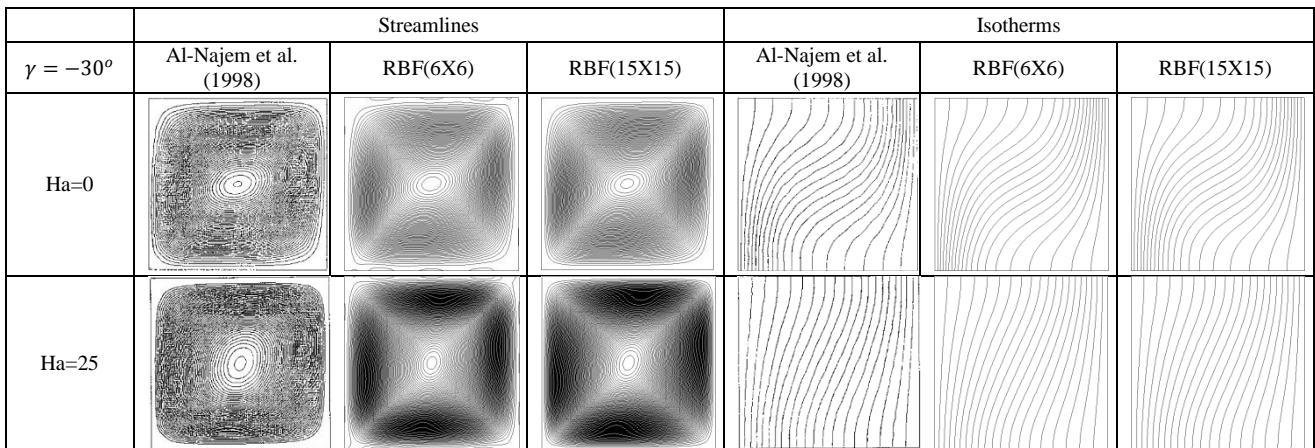 Streamlines Isotherms
γ = −30° Al-Najem et al. (1998) RBF(6X6) RBF(15X15) Al-Najem et al. (1998) RBF(6X6) RBF(15X15)
Ha=0
Ha=25